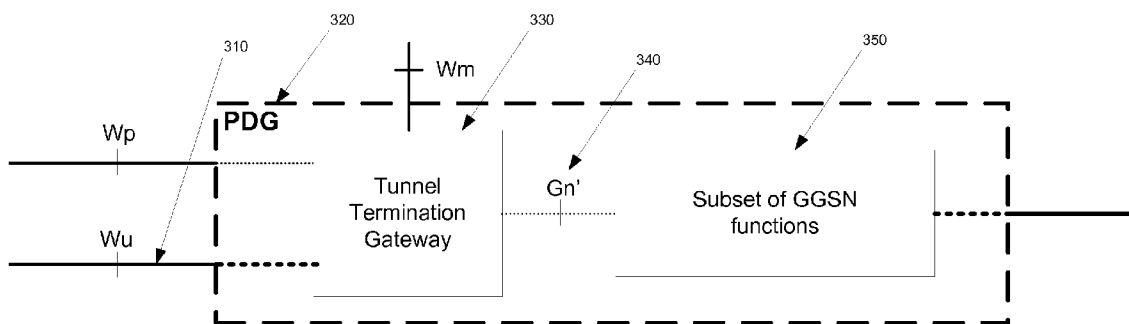 320
330
310
340
350
Wm
PDG
Wp
Tunnel
Termination
Gateway
Gn'
Subset of GGSN
functions
Wu